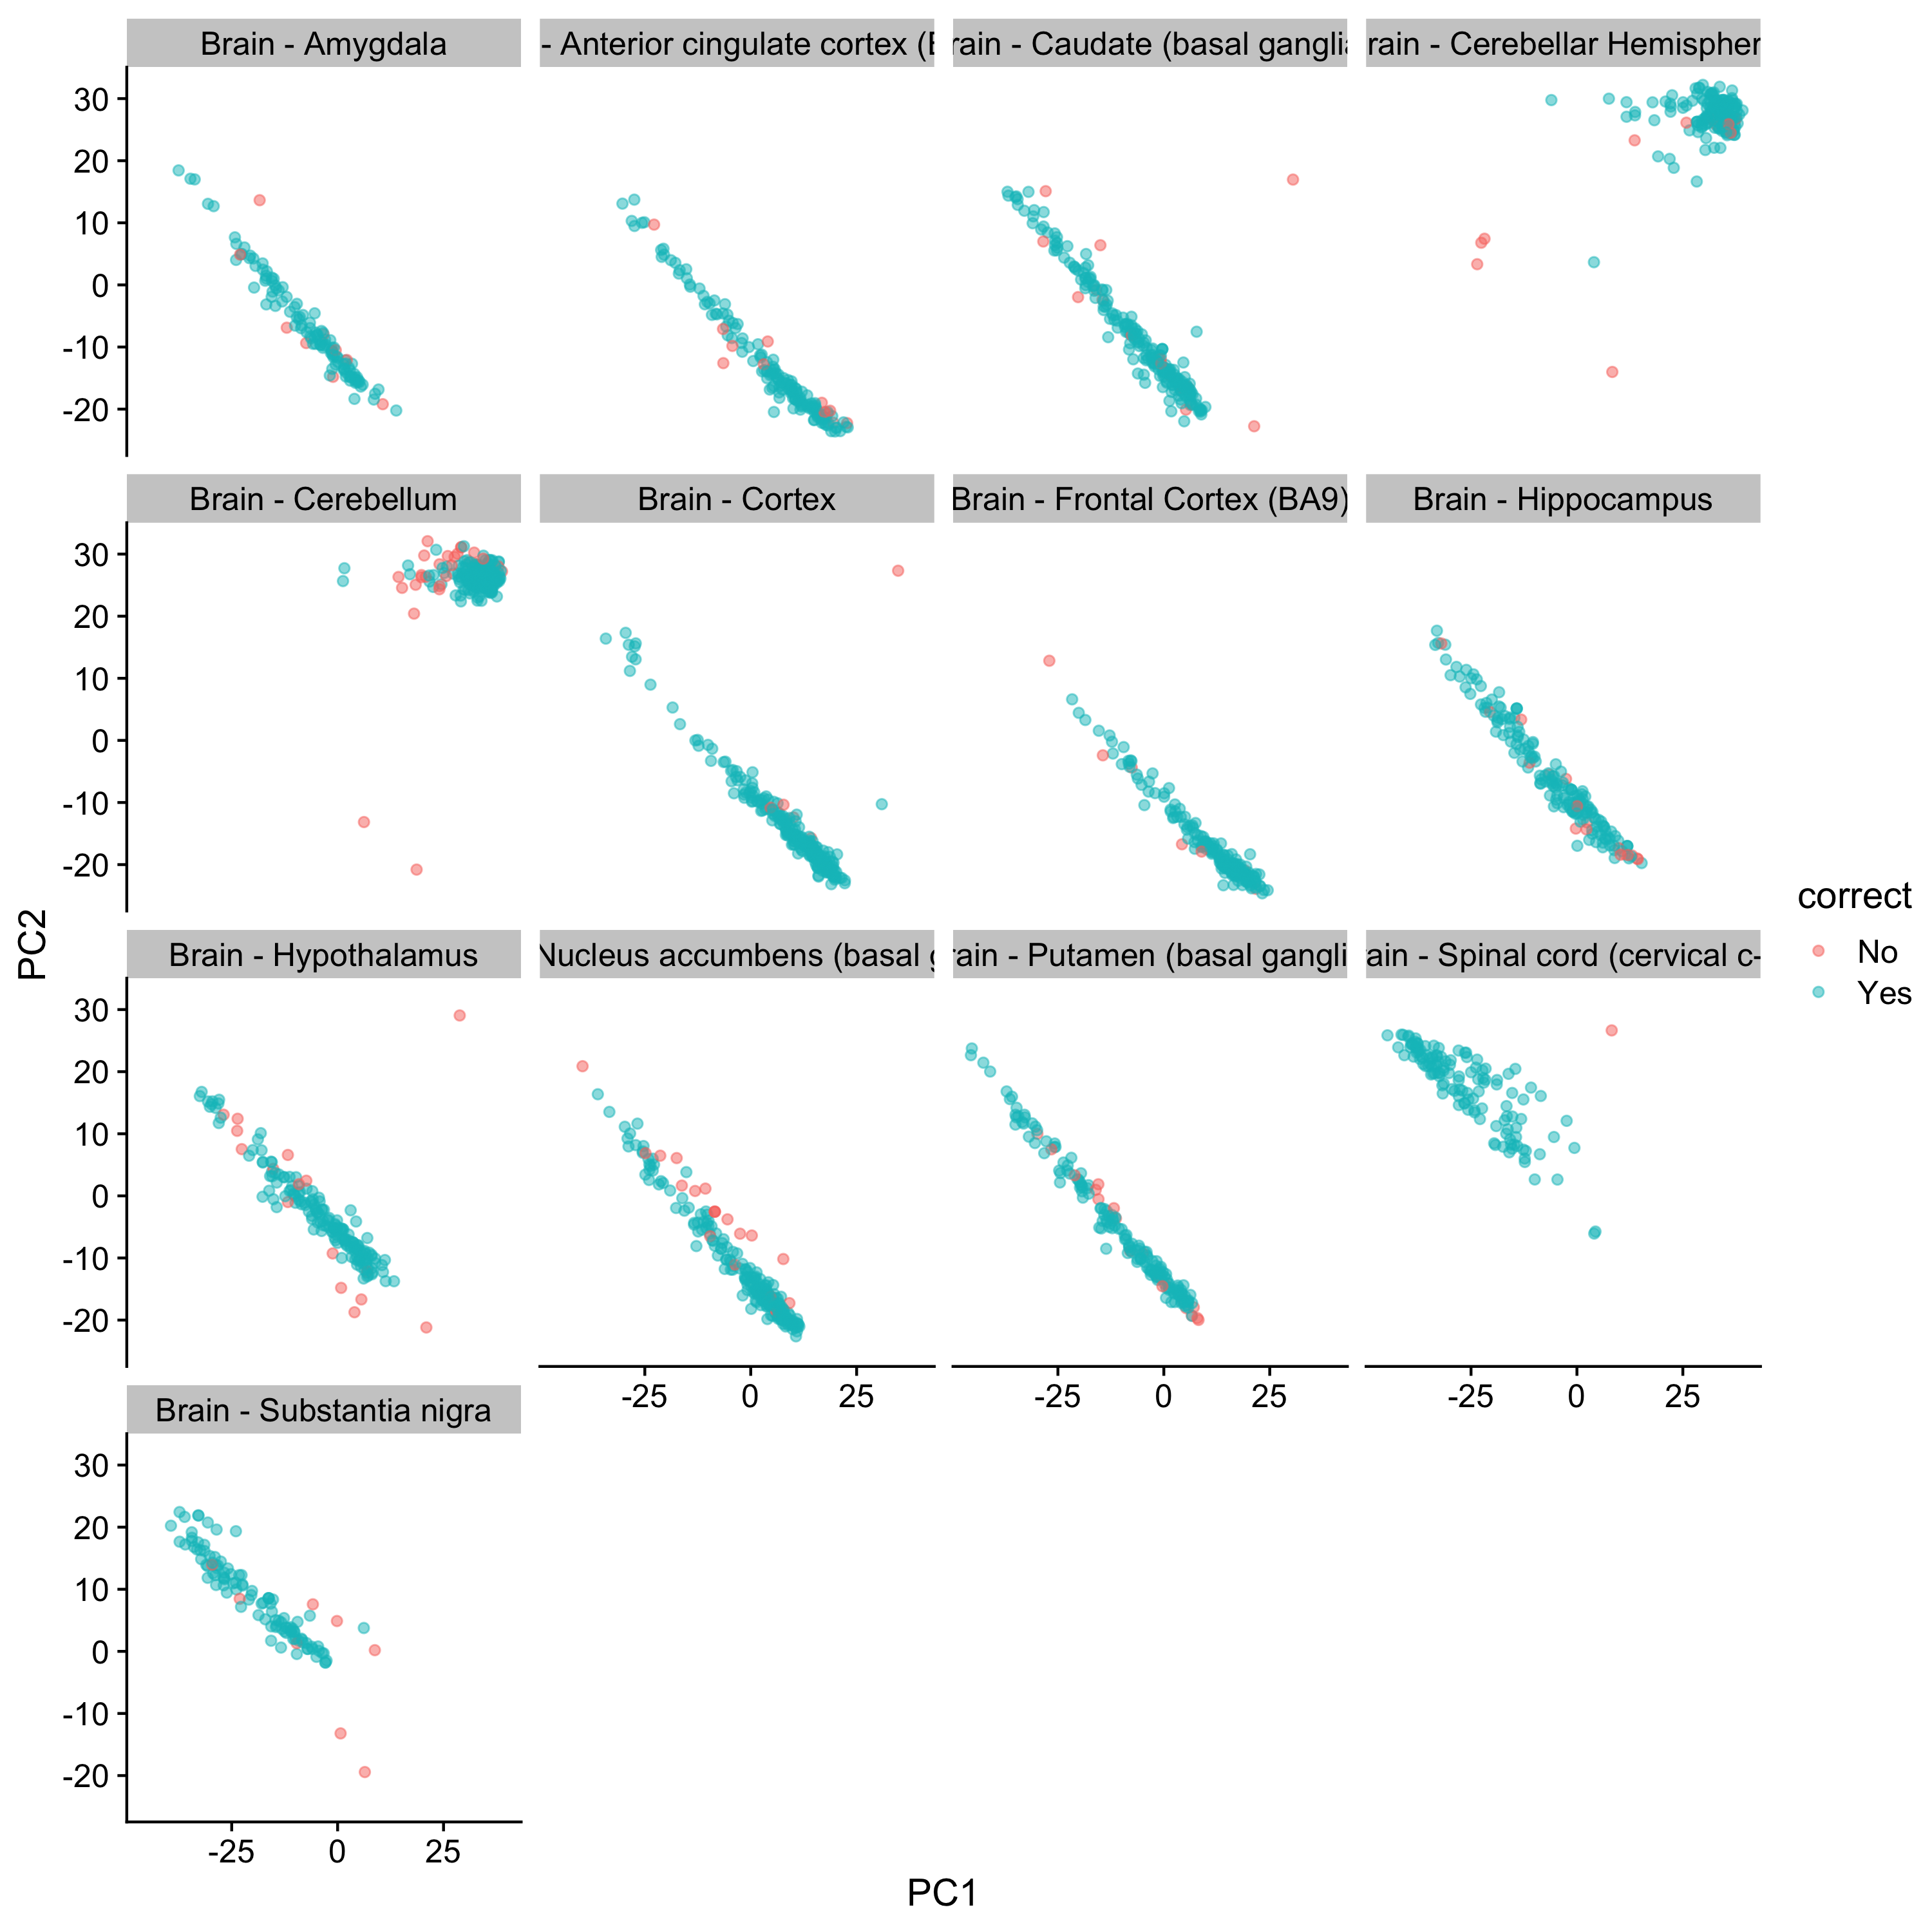 Brain - Amygdala
- Anterior cingulate cortex (
rain - Caudate (basal ganglia
rain - Cerebellar Hemispher
30
20
10
0
-10
-20
Brain - Cerebellum
Brain - Cortex
Brain - Frontal Cortex (BA9)
Brain - Hippocampus
30
20
10
0
-10
-20
PC2
correct
No
Yes
Brain - Hypothalamus
Nucleus accumbens (basal g
rain - Putamen (basal gangli
ain - Spinal cord (cervical c-
30
20
10
0
-10
-20
-25 0 25
-25 0 25
-25 0 25
Brain - Substantia nigra
30
20
10
0
-10
-20
-25 0 25
PC1